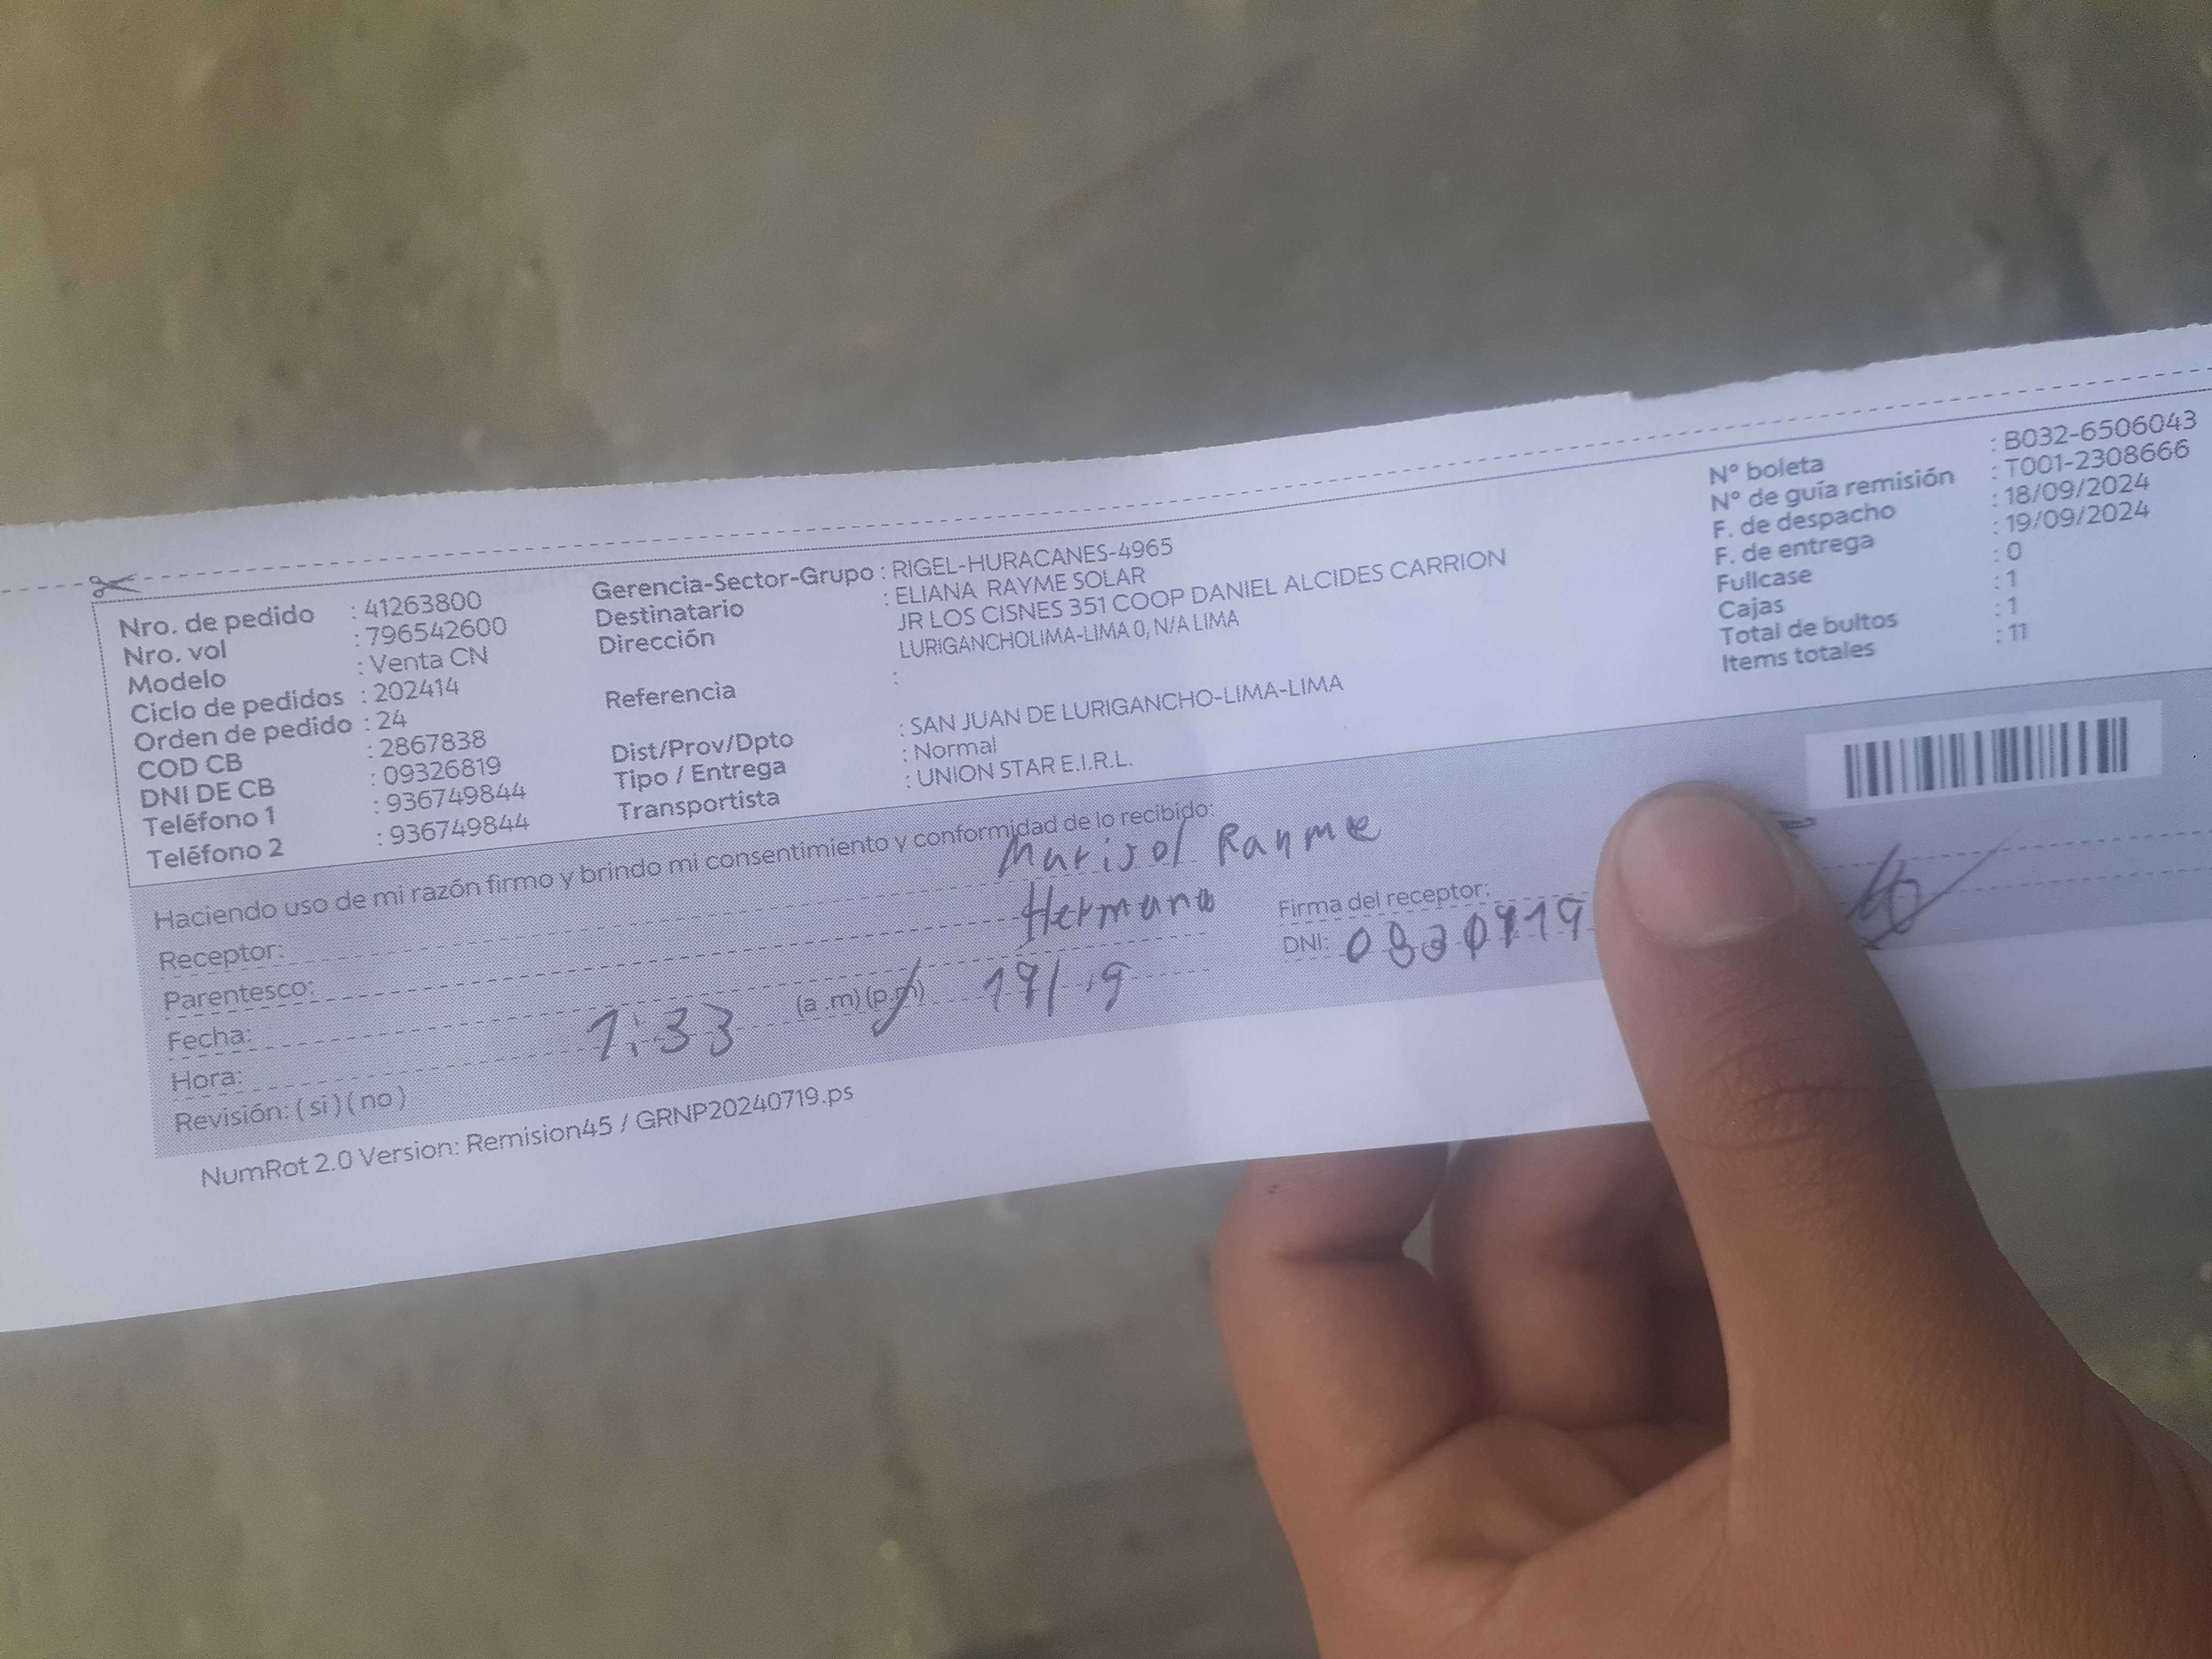 Nro. de pedido : 41263800
Nro. vol : 796542600
Modelo : Venta CN
Ciclo de pedidos : 202414
Orden de pedido : 24
COD CB : 2867838
DNI DE CB : 09326819
Teléfono 1 : 936749844
Teléfono 2 : 936749844
Gerencia-Sector-Grupo : RIGEL-HURACANES-4965
Destinatario : ELIANA RAYME SOLAR
Dirección JR LOS CISNES 351 COOP DANIEL ALCIDES CARRION
LURIGANCHOLIMA-LIMA 0, N/A LIMA
Referencia :
Dist/Prov/Dpto : SAN JUAN DE LURIGANCHO-LIMA-LIMA
Tipo / Entrega : Normal
Transportista : UNION STAR E.I.R.L.
N° boleta : B032-6506043
N° de guía remisión : T001-2308666
F. de despacho : 18/09/2024
F. de entrega : 19/09/2024
Fullcase : 0
Cajas : 1
Total de bultos : 1
Items totales : 11
Haciendo uso de mi razón firmo y brindo mi consentimiento y conformidad de lo recibido:
Receptor: Marisol Rayme
Parentesco: Hermana
Firma del receptor:
Fecha:
DNI:
Hora: 1:33 (a .m) (p.m)
Revisión: ( si ) ( no )
NumRot 2.0 Version: Remision45 / GRNP20240719.ps